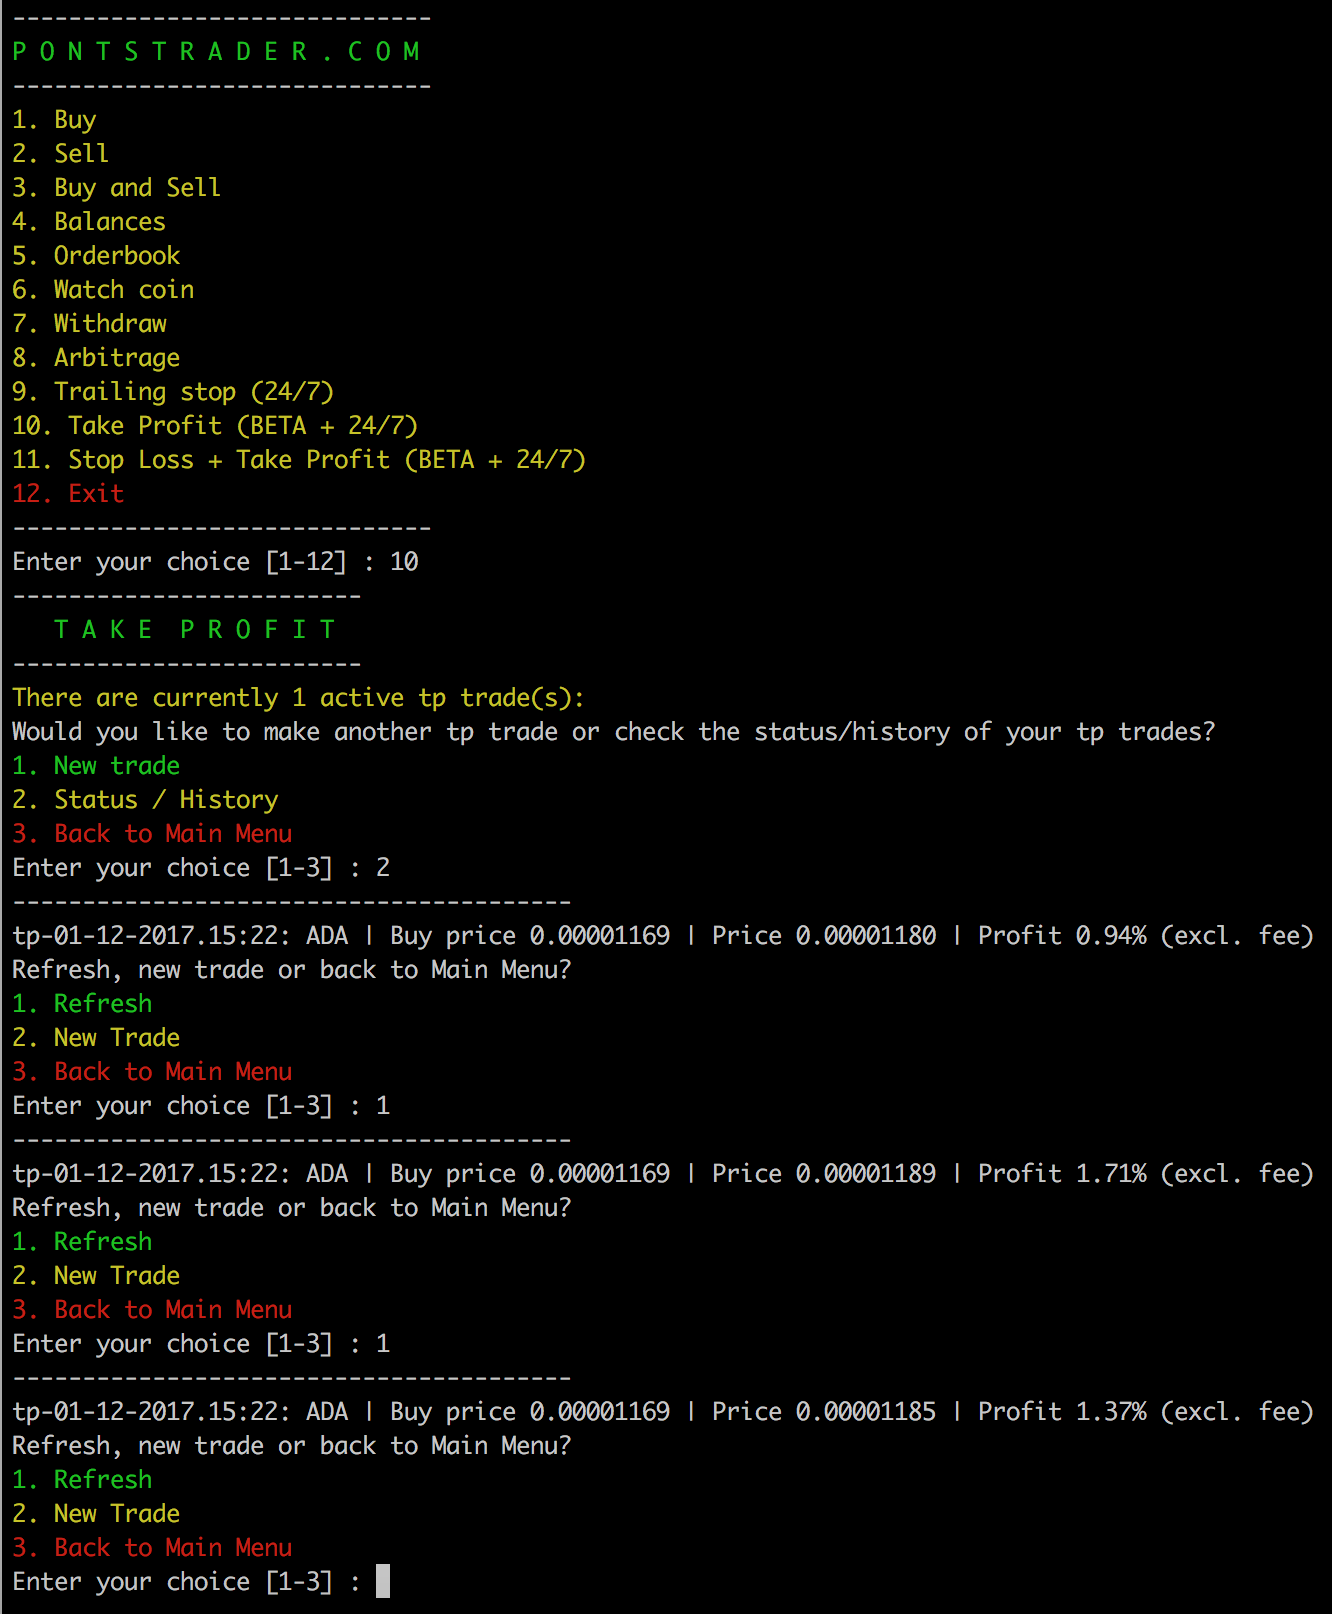 ------------------------------
P O N T S T R A D E R . C O M
------------------------------
1. Buy
2. Sell
3. Buy and Sell
4. Balances
5. Orderbook
6. Watch coin
7. Withdraw
8. Arbitrage
9. Trailing stop (24/7)
10. Take Profit (BETA + 24/7)
11. Stop Loss + Take Profit (BETA + 24/7)
12. Exit
------------------------------
Enter your choice [1-12] : 10
-------------------------
   T A K E  P R O F I T
-------------------------
There are currently 1 active tp trade(s):
Would you like to make another tp trade or check the status/history of your tp trades?
1. New trade
2. Status / History
3. Back to Main Menu
Enter your choice [1-3] : 2
----------------------------------------
tp-01-12-2017.15:22: ADA | Buy price 0.00001169 | Price 0.00001180 | Profit 0.94% (excl. fee)
Refresh, new trade or back to Main Menu?
1. Refresh
2. New Trade
3. Back to Main Menu
Enter your choice [1-3] : 1
----------------------------------------
tp-01-12-2017.15:22: ADA | Buy price 0.00001169 | Price 0.00001189 | Profit 1.71% (excl. fee)
Refresh, new trade or back to Main Menu?
1. Refresh
2. New Trade
3. Back to Main Menu
Enter your choice [1-3] : 1
----------------------------------------
tp-01-12-2017.15:22: ADA | Buy price 0.00001169 | Price 0.00001185 | Profit 1.37% (excl. fee)
Refresh, new trade or back to Main Menu?
1. Refresh
2. New Trade
3. Back to Main Menu
Enter your choice [1-3] :